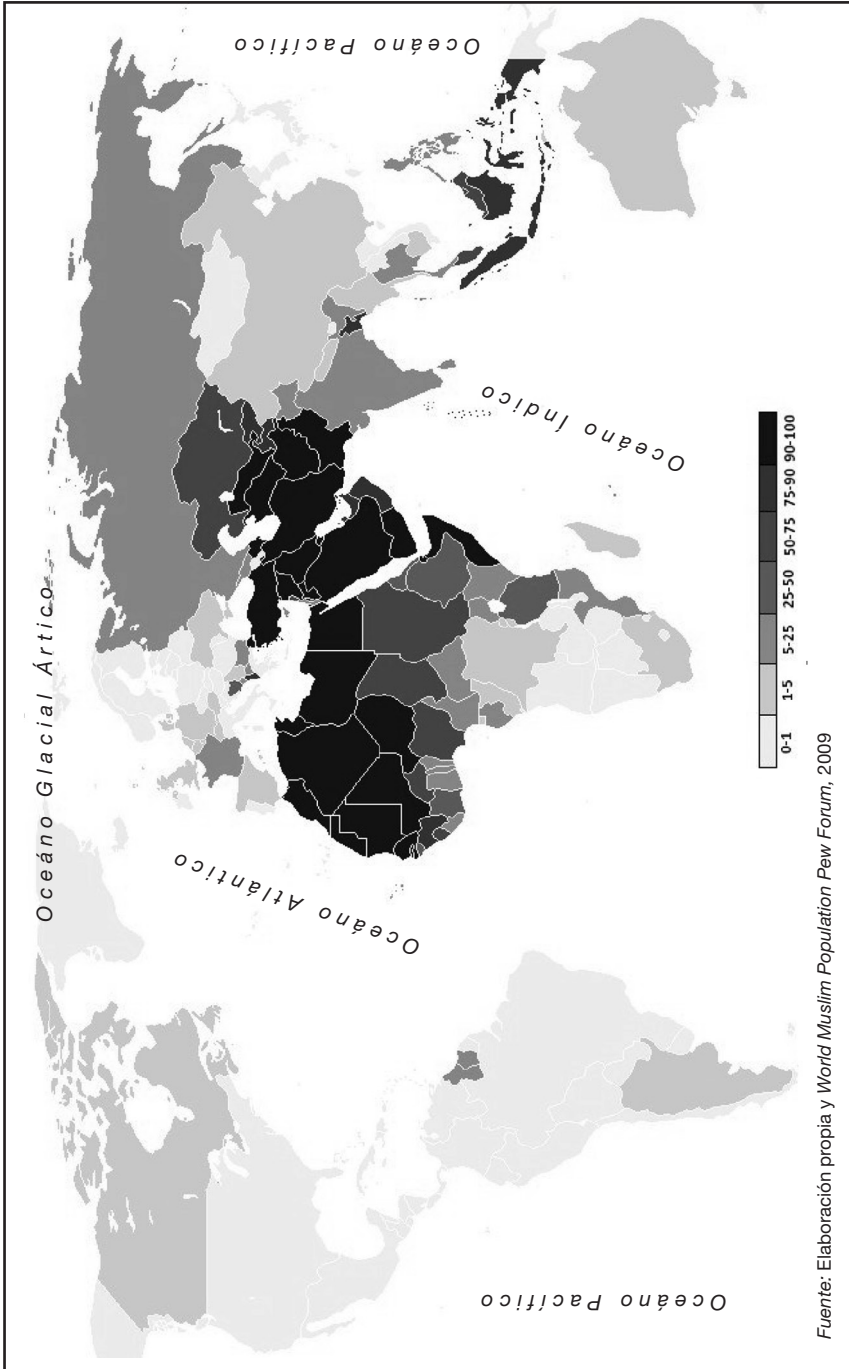 Océano Glacial Ártico
Océano Pacífico
Océano Atlántico
Océano Índico
Océano Pacífico
0-1 1-5 5-25 25-50 50-75 75-90 90-100
Fuente: Elaboración propia y World Muslim Population Pew Forum, 2009